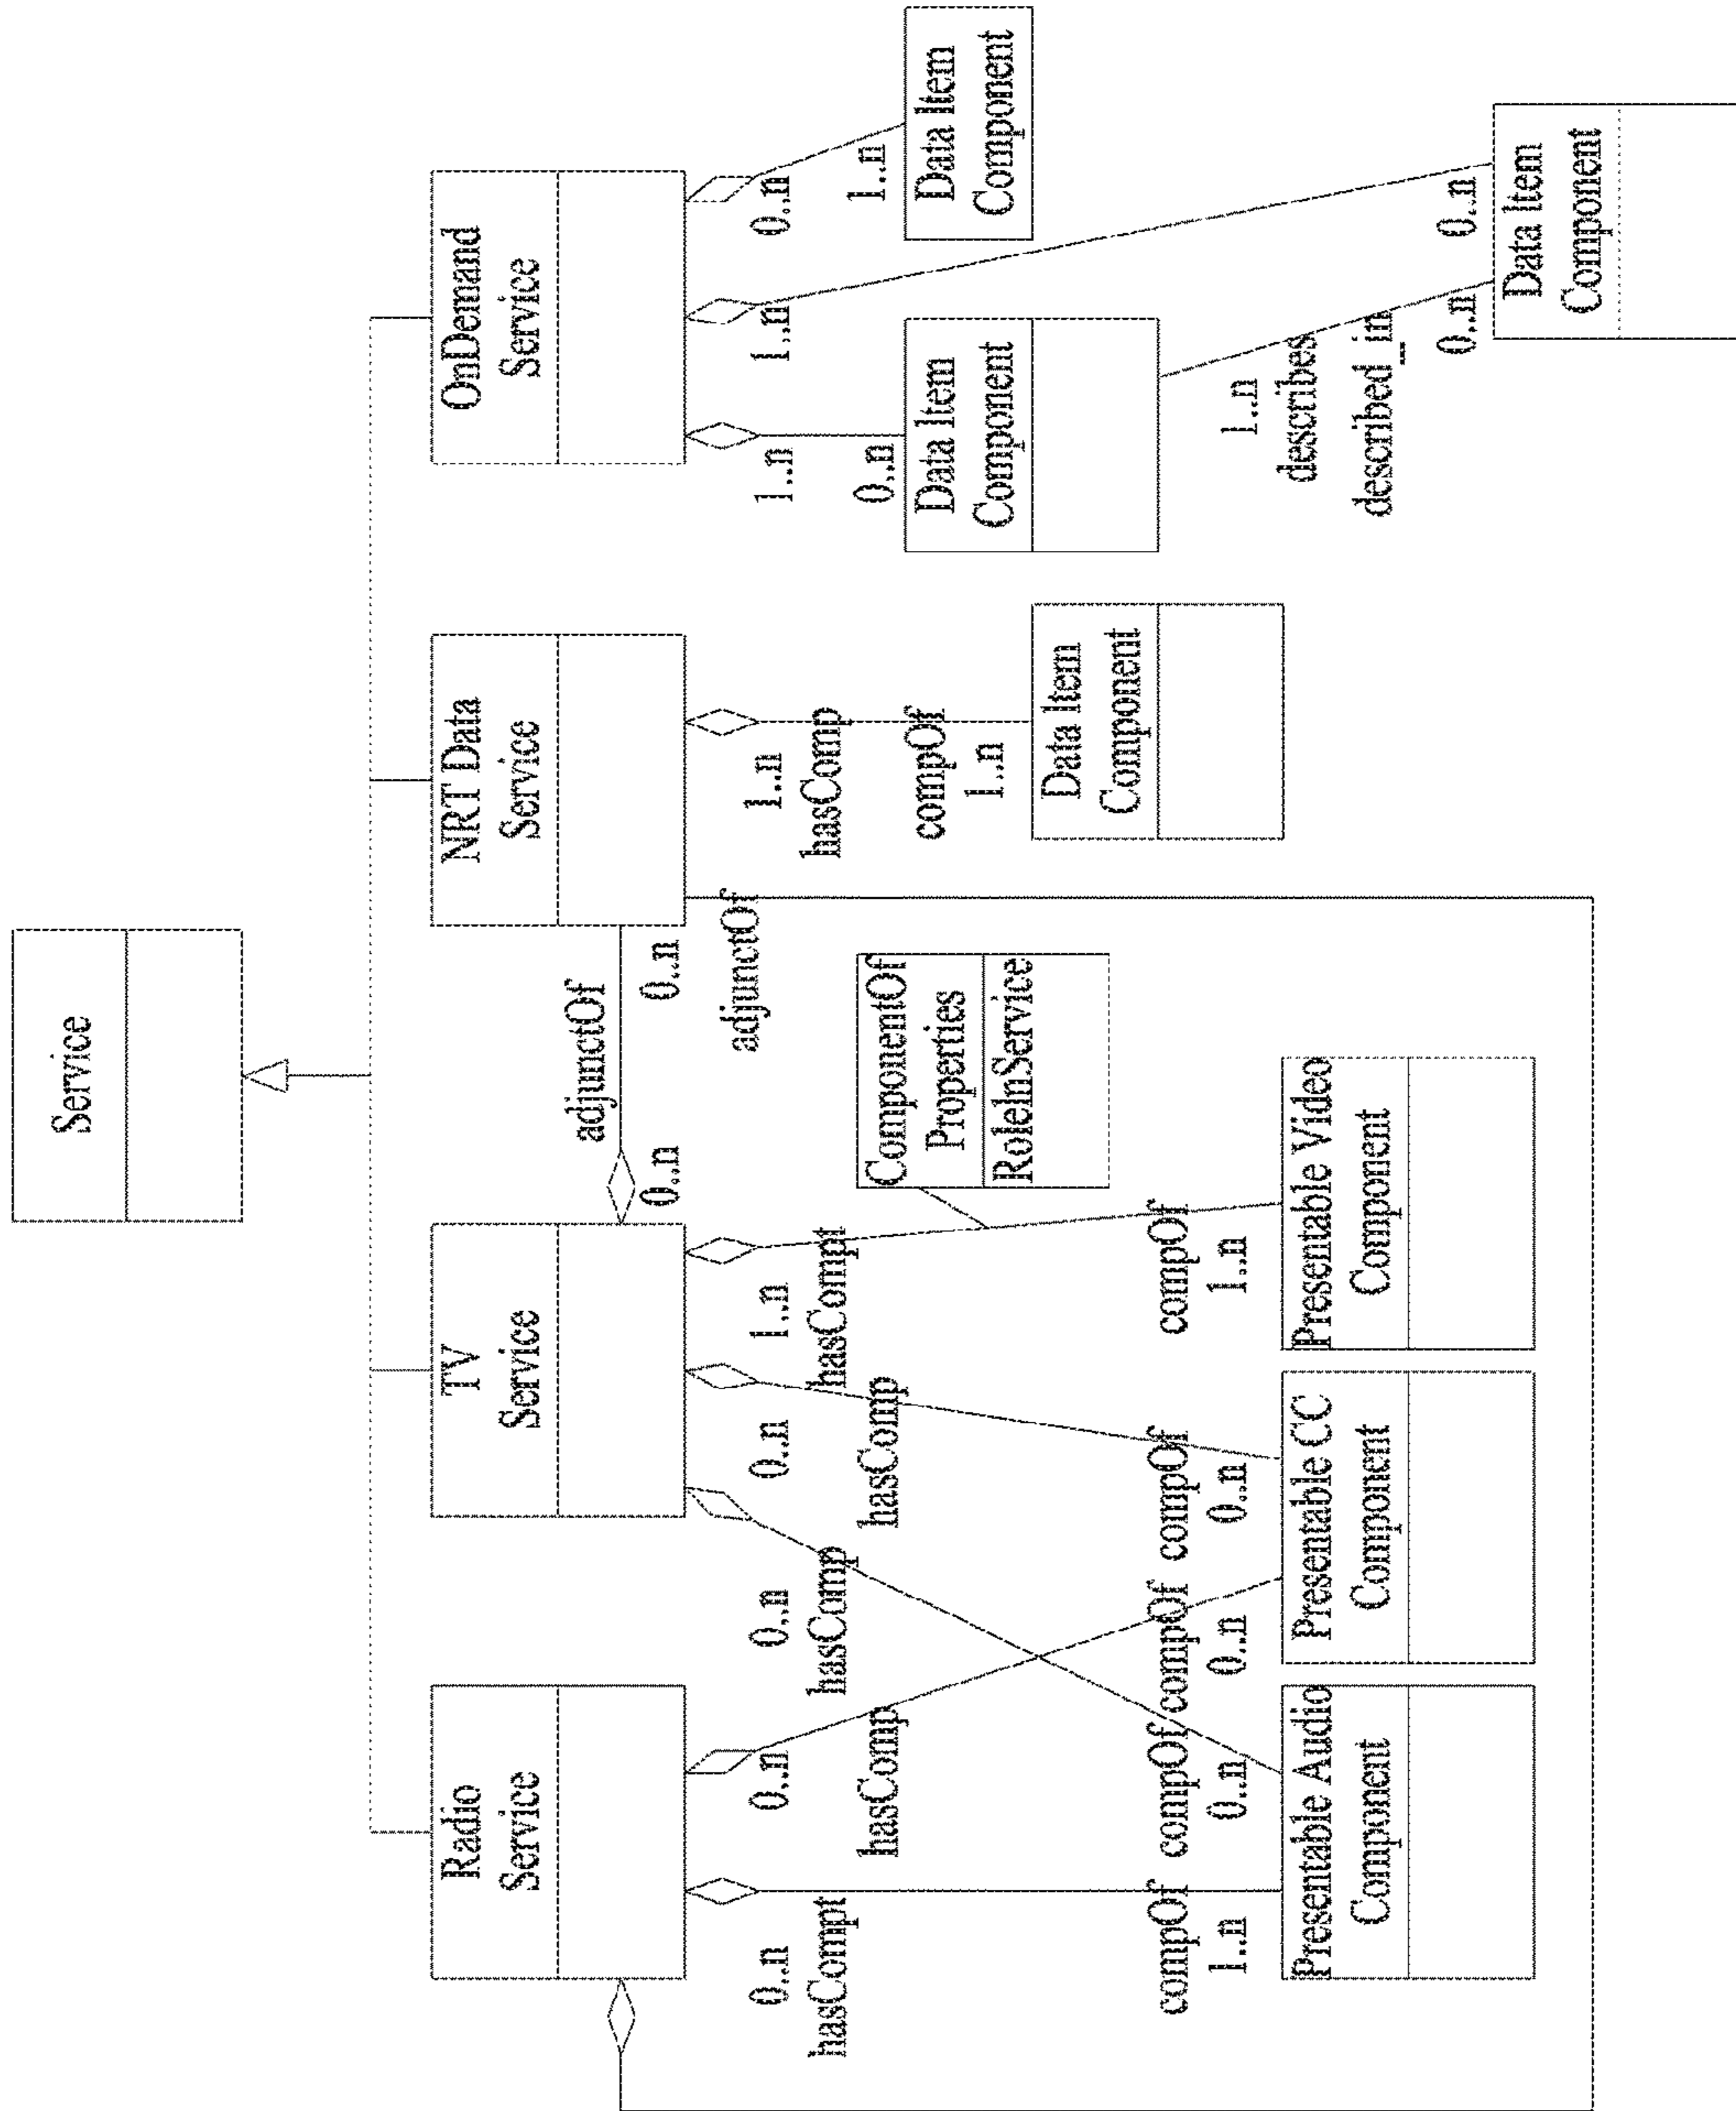 Service
Radio
Service
TV
Service
NRT Data
Service
OnDemand
Service
adjunctOf
0..n
0..n
adjunctOf
0..n
hasCompt
0..n
hasComp
0..n
hasComp
0..n
hasComp
1..n
hasCompt
1..n
hasComp
compOf
1..n
1..n
0..n
1..n
0..n
1..n
ComponentOf
Properties
RoleInService
Data Item
Component
Data Item
Component
Data Item
Component
compOf
1..n
compOf
0..n
compOf
0..n
compOf
0..n
compOf
1..n
1..n
describes
described_in
0..n
0..n
Presentable Audio
Component
Presentable CC
Component
Presentable Video
Component
Data Item
Component